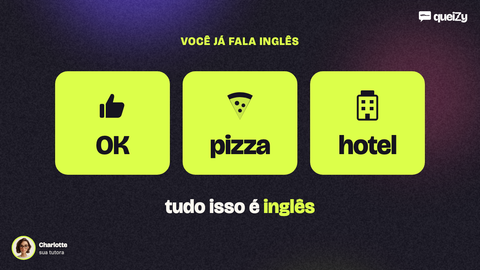 queiZy
VOCÊ JÁ FALA INGLÊS
OK
pizza
hotel
tudo isso é inglês
Charlotte
sua tutora